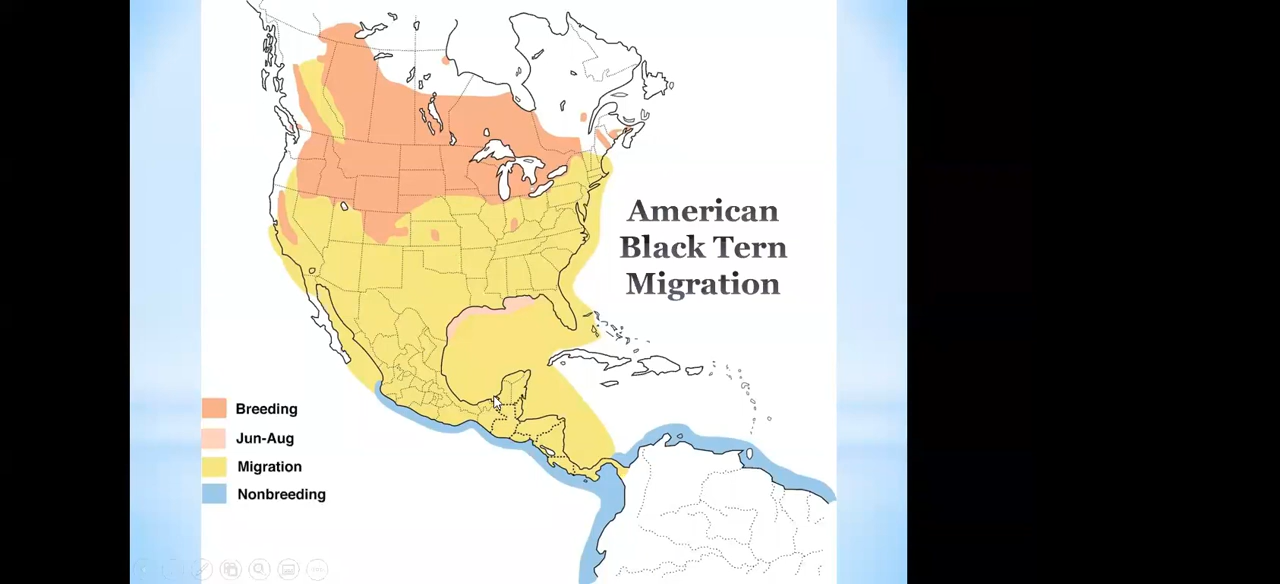 American
Black Tern
Migration
Breeding
Jun-Aug
Migration
Nonbreeding